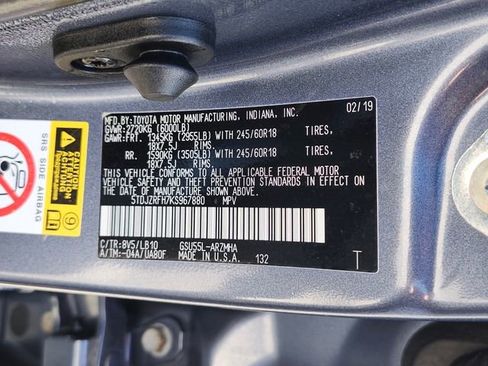 MFD.BY:TOYOTA MOTOR MANUFACTURING, INDIANA, INC. 02/19
GVWR:2720KG (6000LB)
GAWR:FRT. 1345KG (2955LB) WITH 245/60R18 TIRES,
18X7.5J RIMS.
RR. 1590KG (3505LB) WITH 245/60R18 TIRES,
18X7.5J RIMS.
THIS VEHICLE CONFORMS TO ALL APPLICABLE FEDERAL MOTOR
VEHICLE SAFETY AND THEFT PREVENTION STANDARDS IN EFFECT ON
THE DATE OF MANUFACTURE SHOWN ABOVE.
5TDJZRFH7KS967880 MPV
C/TR:8V5/LB10 GSU55L-ARZMHA
A/TM:-04A/UA80F MADE IN U.S.A. 132 T
SRS SIDE AIRBAG
9